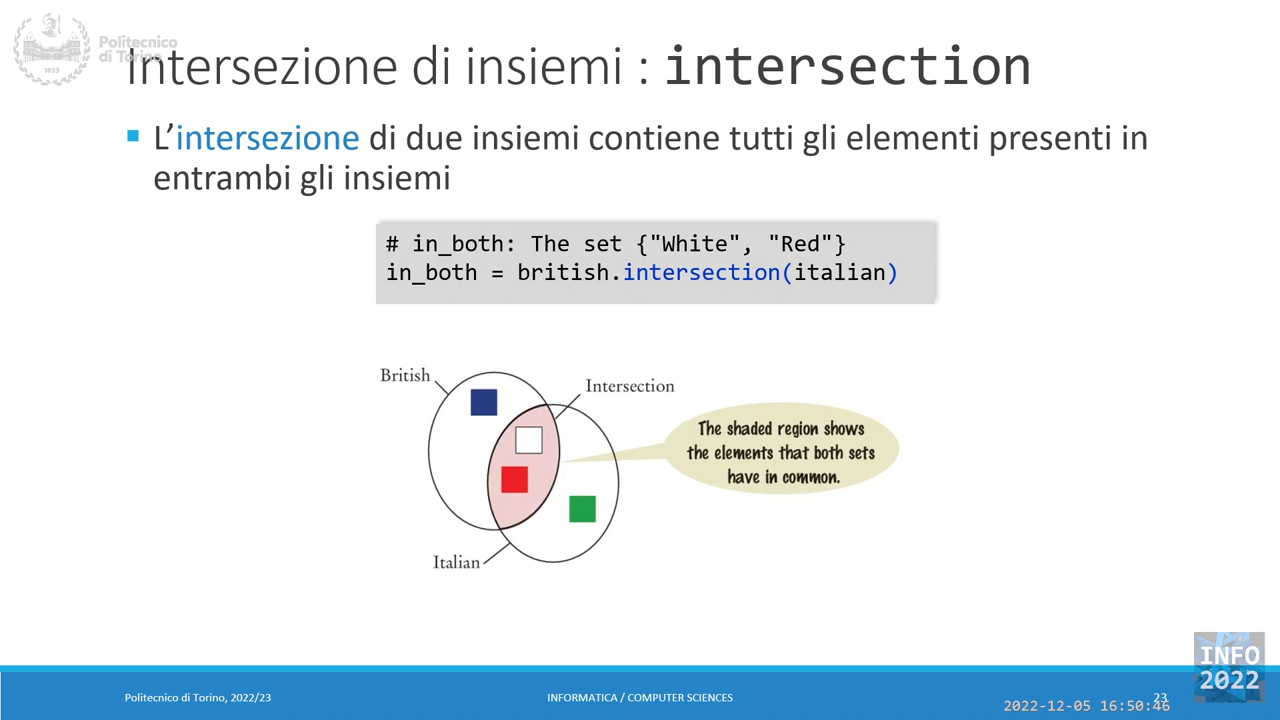 Politecnico
di Torino
1859
Intersezione di insiemi : intersection
L'intersezione di due insiemi contiene tutti gli elementi presenti in
entrambi gli insiemi
# in_both: The set {"White", "Red"}
in_both = british.intersection(italian)
British
Intersection
The shaded region shows
the elements that both sets
have in common.
Italian
INFO
2022
Politecnico di Torino, 2022/23
INFORMATICA / COMPUTER SCIENCES
23
2022-12-05 16:50:46